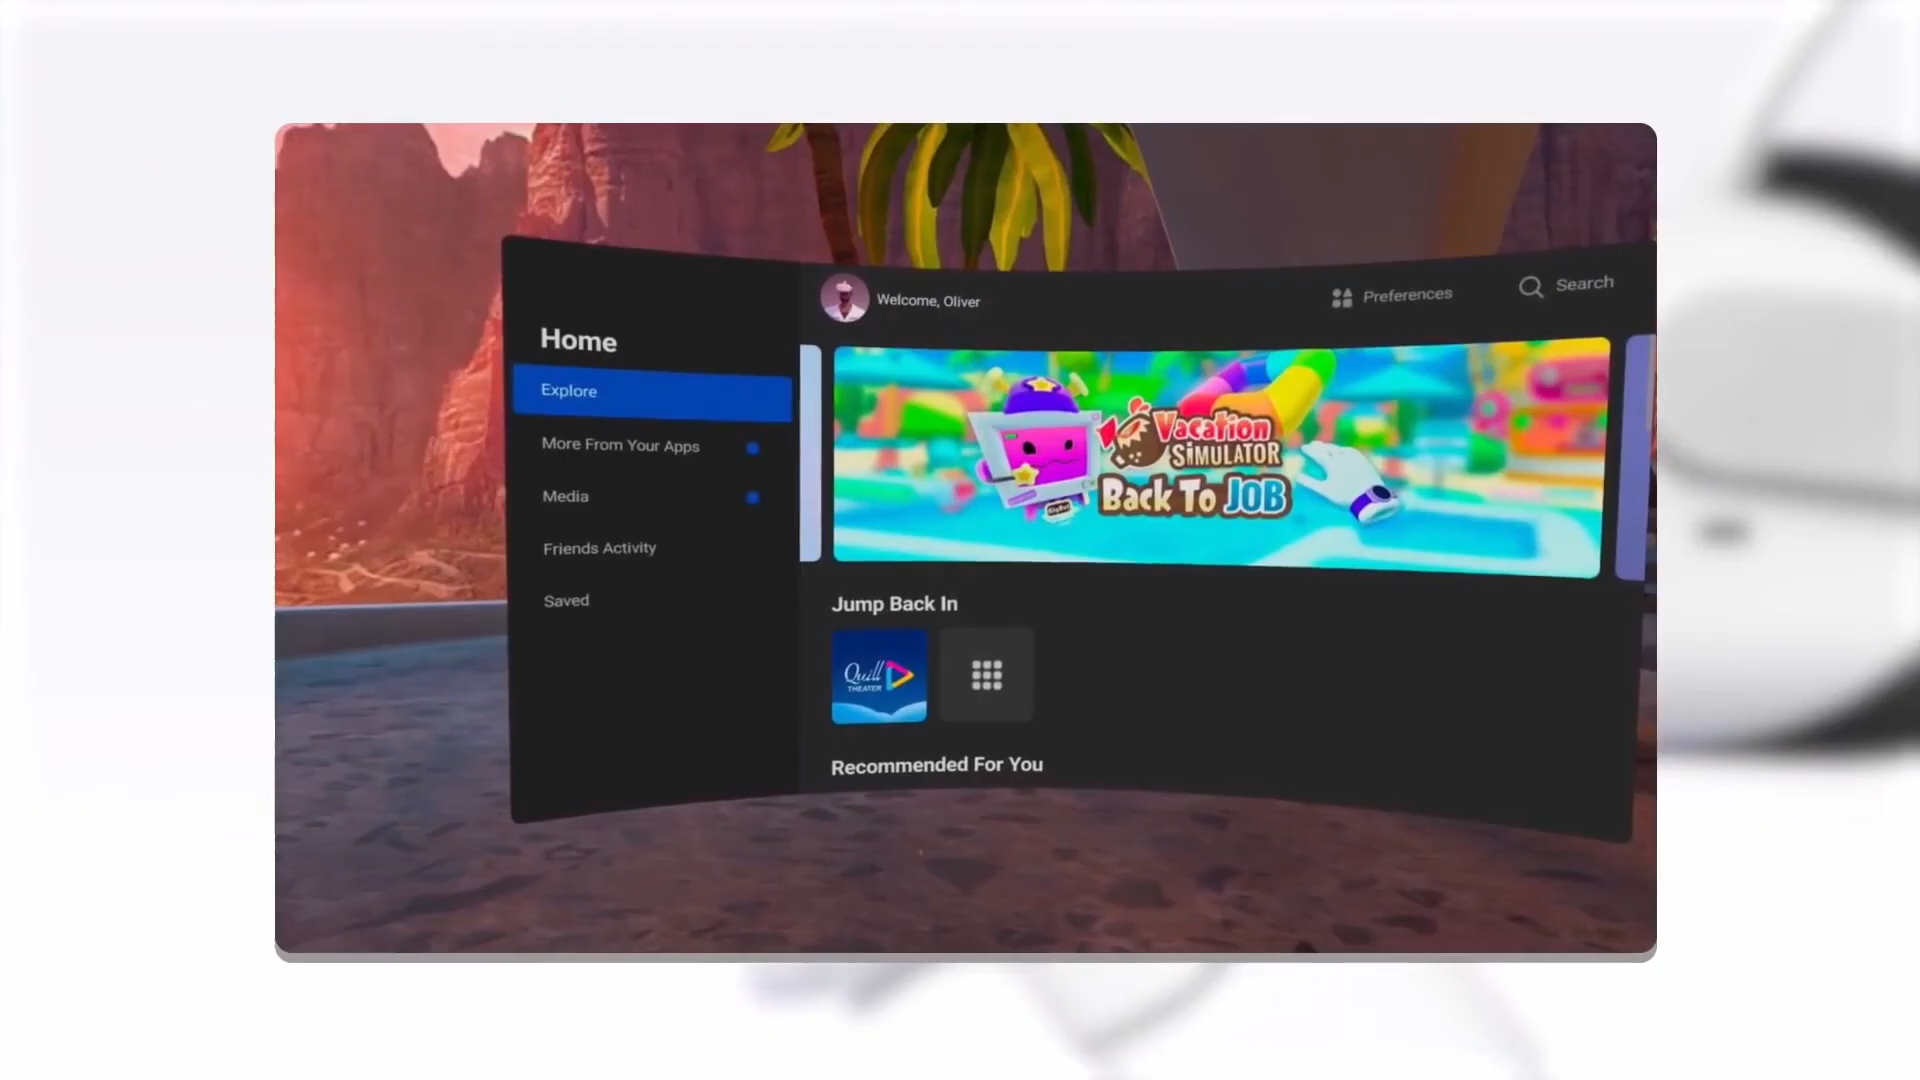 Welcome, Oliver
Preferences
Search
Home
Explore
More From Your Apps
Media
Friends Activity
Saved
Vacation
SIMULATOR
Back To JOB
Jump Back In
Quill
THEATER
Recommended For You